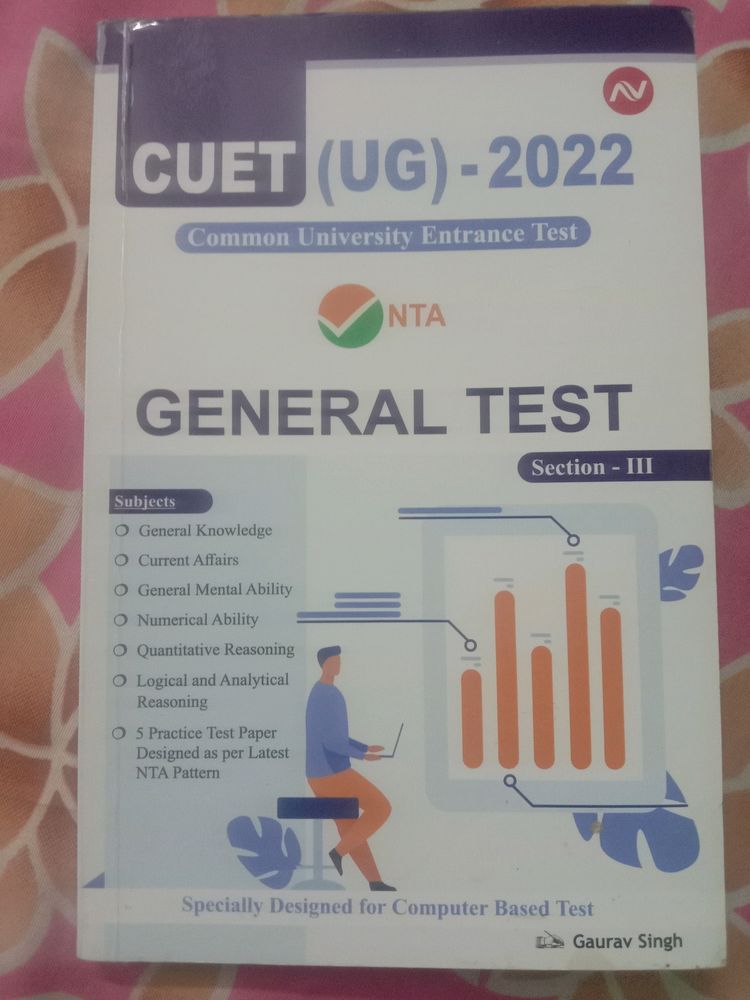 CUET (UG) - 2022
Common University Entrance Test
NTA
GENERAL TEST
Section - III
Subjects
General Knowledge
Current Affairs
General Mental Ability
Numerical Ability
Quantitative Reasoning
Logical and Analytical
Reasoning
5 Practice Test Paper
Designed as per Latest
NTA Pattern
Specially Designed for Computer Based Test
Gaurav Singh